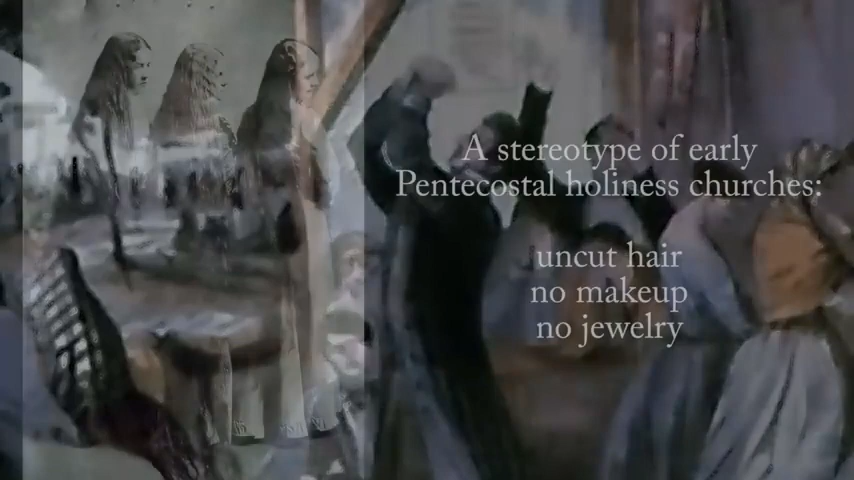 A stereotype of early
Pentecostal holiness churches:
uncut hair
no makeup
no jewelry